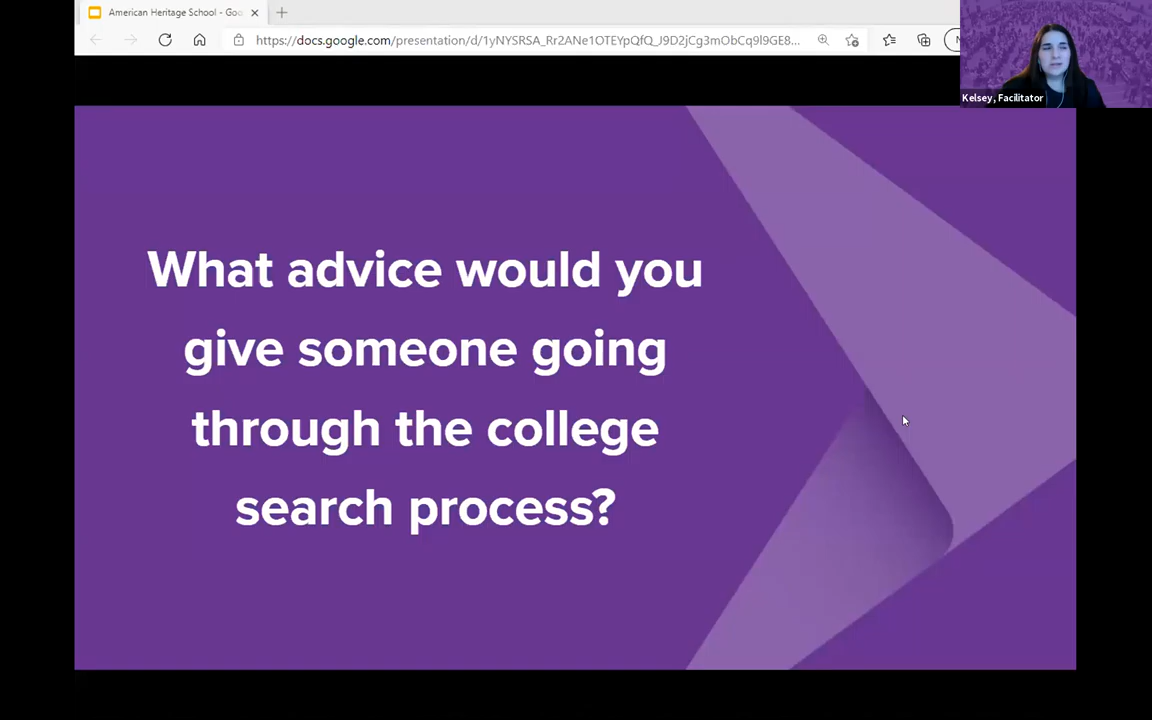 American Heritage School - Goo
https://docs.google.com/presentation/d/1yNYSRSA_Rr2ANe1OTEYpQfQ_J9D2jCg3mObCq9l9GE8...
Kelsey, Facilitator
What advice would you
give someone going
through the college
search process?